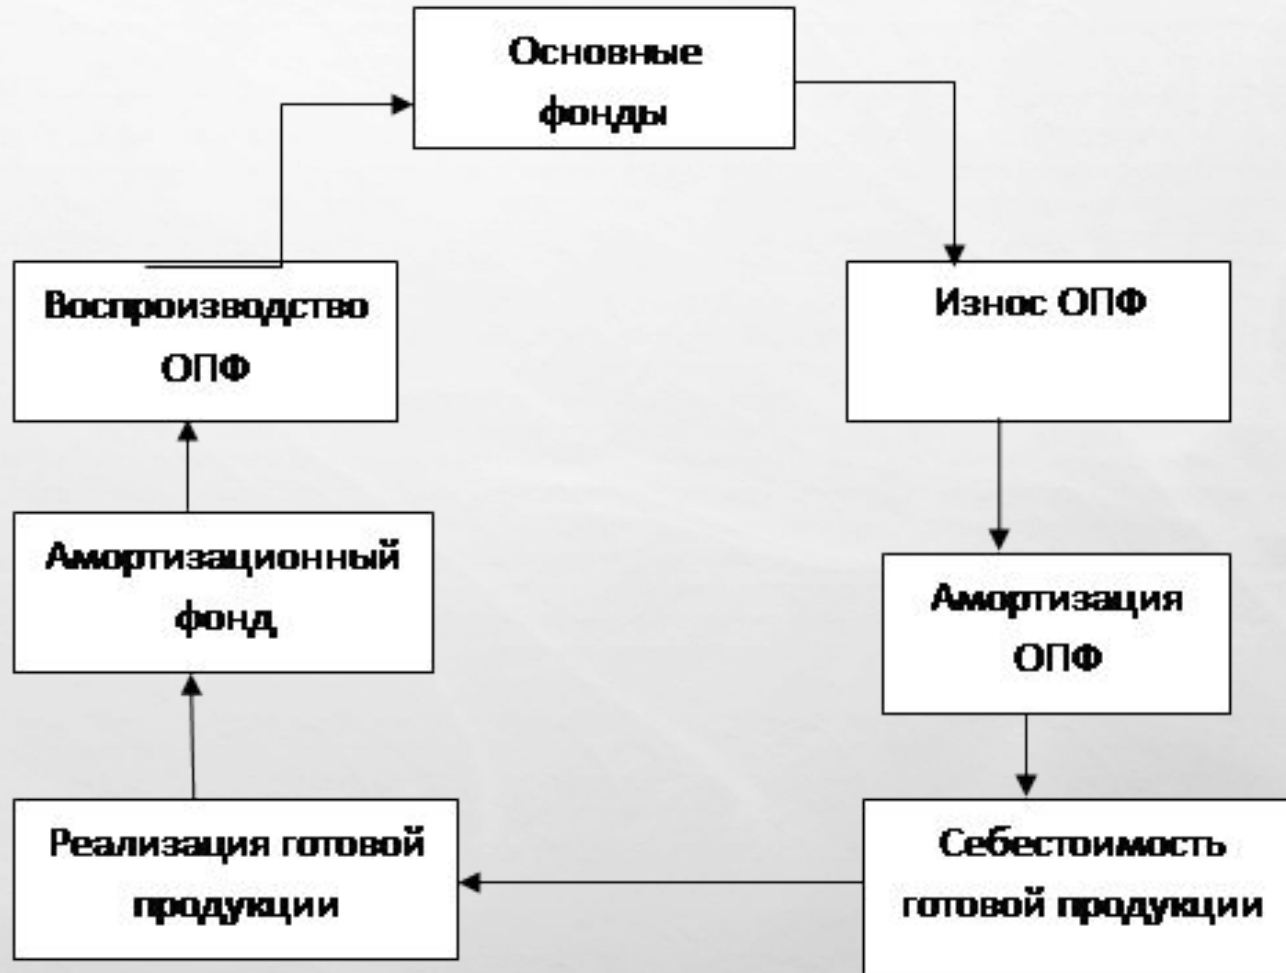 Основные
фонды
Износ ОПФ
Амортизация
ОПФ
Себестоимость
готовой продукции
Реализация готовой
продукции
Амортизационный
фонд
Воспроизводство
ОПФ